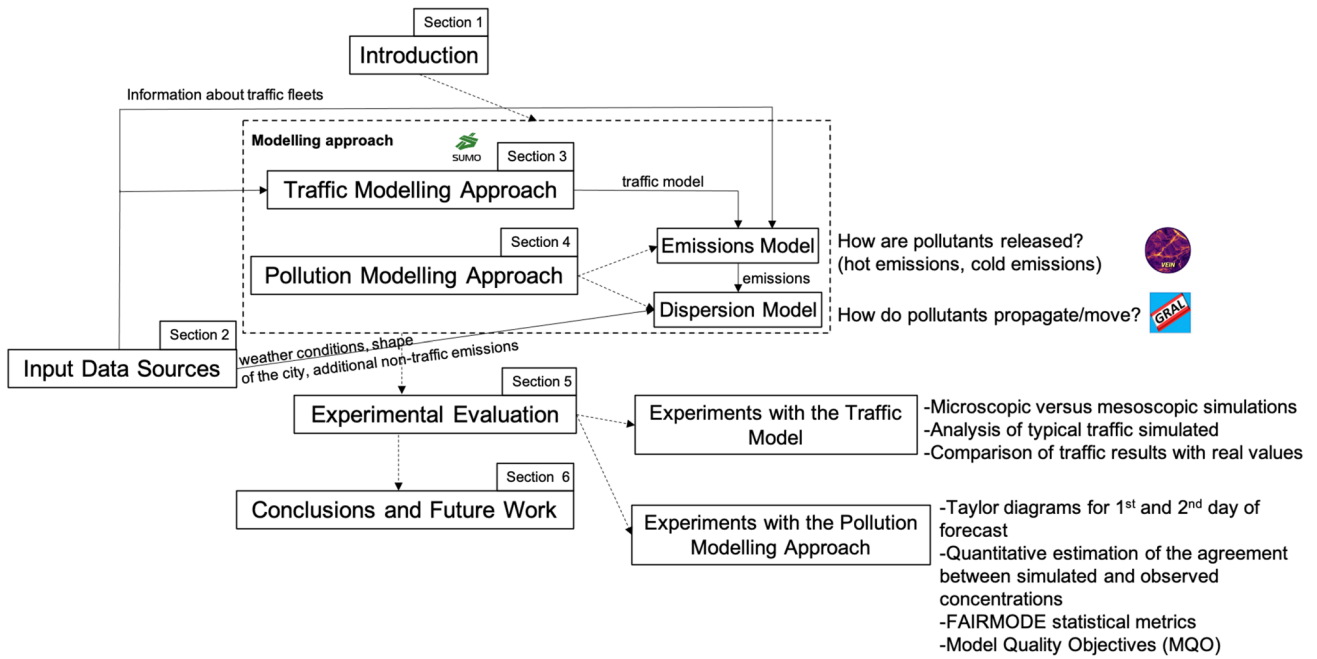 Section 1
Introduction
Information about traffic fleets
Modelling approach
SUMO
Section 3
Traffic Modelling Approach
traffic model
Section 4
Pollution Modelling Approach
Emissions Model
emissions
Dispersion Model
How are pollutants released?
(hot emissions, cold emissions)
VEIN
How do pollutants propagate/move?
GRAL
Section 2
Input Data Sources
weather conditions, shape
of the city, additional non-traffic emissions
Section 5
Experimental Evaluation
Experiments with the Traffic
Model
-Microscopic versus mesoscopic simulations
-Analysis of typical traffic simulated
-Comparison of traffic results with real values
Section 6
Conclusions and Future Work
Experiments with the Pollution
Modelling Approach
-Taylor diagrams for 1st and 2nd day of
forecast
-Quantitative estimation of the agreement
between simulated and observed
concentrations
-FAIRMODE statistical metrics
-Model Quality Objectives (MQO)